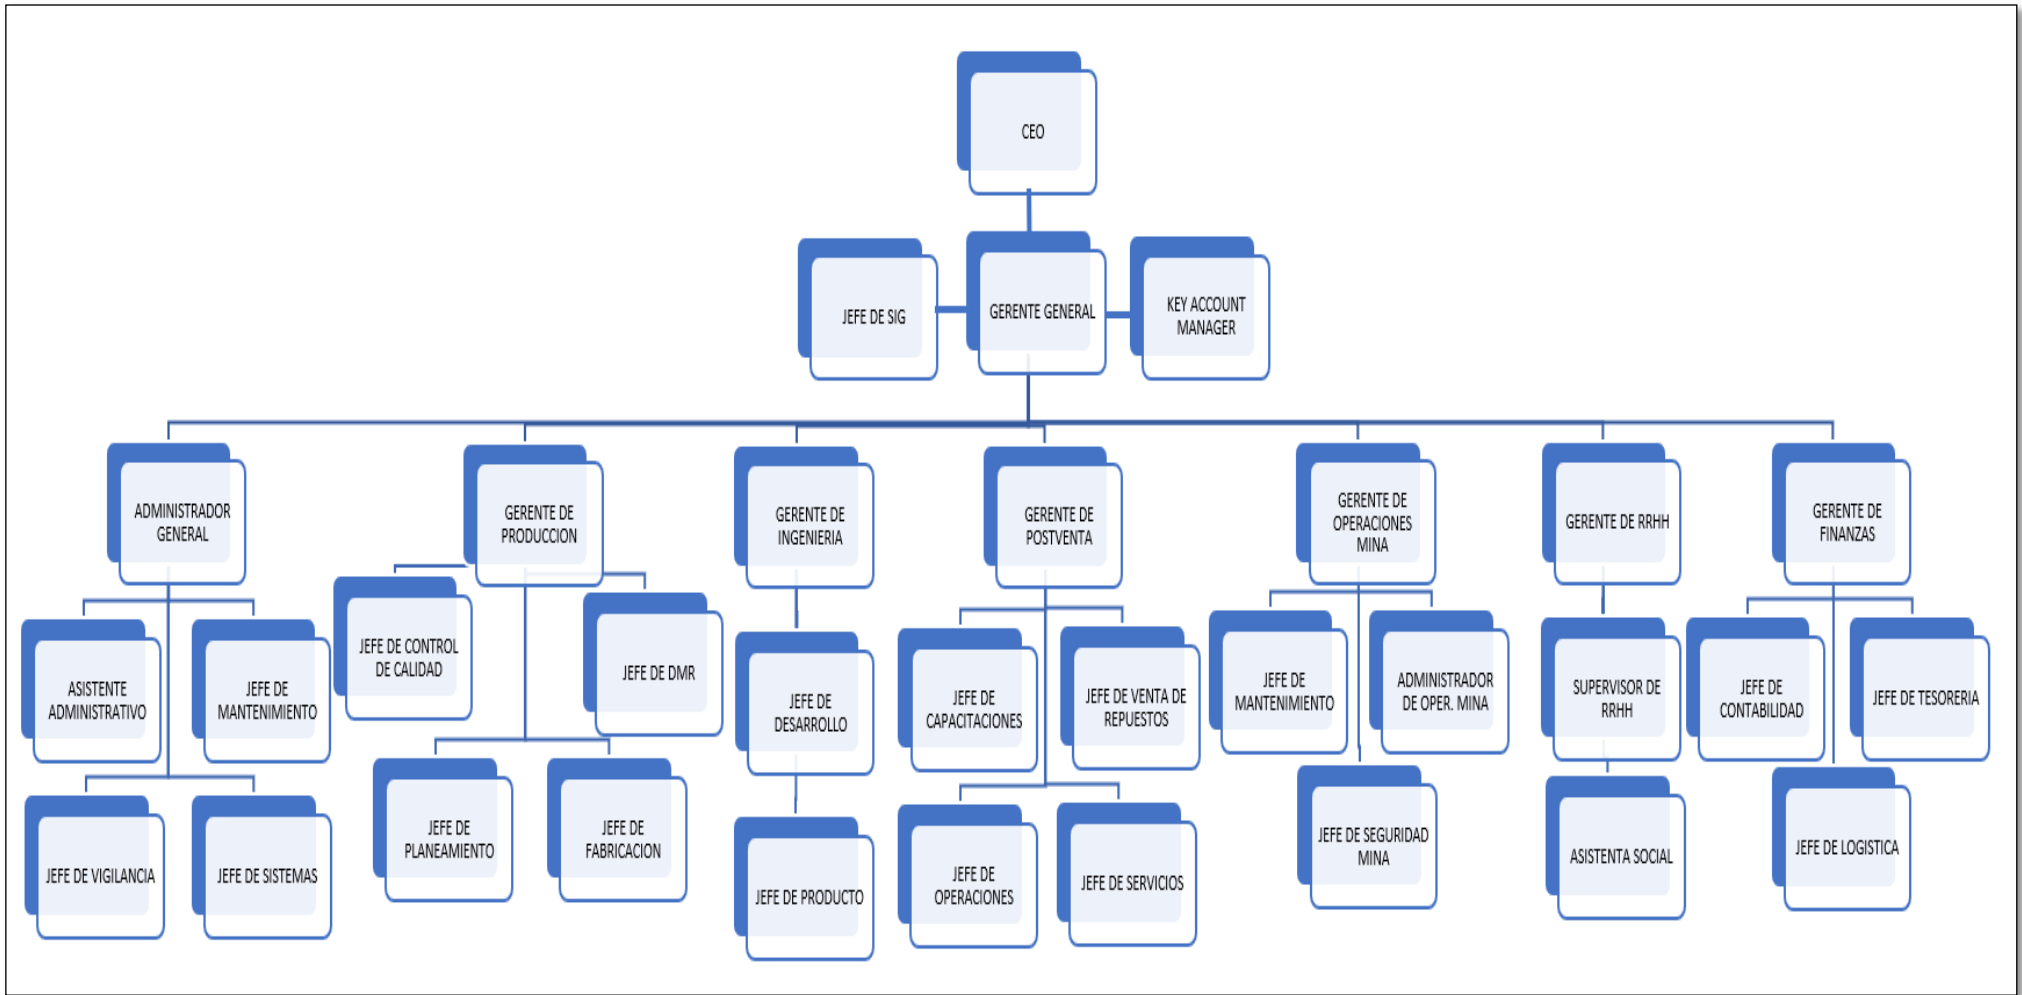 CEO
JEFE DE SIG
GERENTE GENERAL
KEY ACCOUNT
MANAGER
ADMINISTRADOR
GENERAL
GERENTE DE
PRODUCCION
GERENTE DE
INGENIERIA
GERENTE DE
POSTVENTA
GERENTE DE
OPERACIONES
MINA
GERENTE DE RRHH
GERENTE DE
FINANZAS
ASISTENTE
ADMINISTRATIVO
JEFE DE
MANTENIMIENTO
JEFE DE CONTROL
DE CALIDAD
JEFE DE DMR
JEFE DE
DESARROLLO
JEFE DE
CAPACITACIONES
JEFE DE VENTA DE
REPUESTOS
JEFE DE
MANTENIMIENTO
ADMINISTRADOR
DE OPER. MINA
SUPERVISOR DE
RRHH
JEFE DE
CONTABILIDAD
JEFE DE TESORERIA
JEFE DE VIGILANCIA
JEFE DE SISTEMAS
JEFE DE
PLANEAMIENTO
JEFE DE
FABRICACION
JEFE DE PRODUCTO
JEFE DE
OPERACIONES
JEFE DE SERVICIOS
JEFE DE SEGURIDAD
MINA
ASISTENTA SOCIAL
JEFE DE LOGISTICA